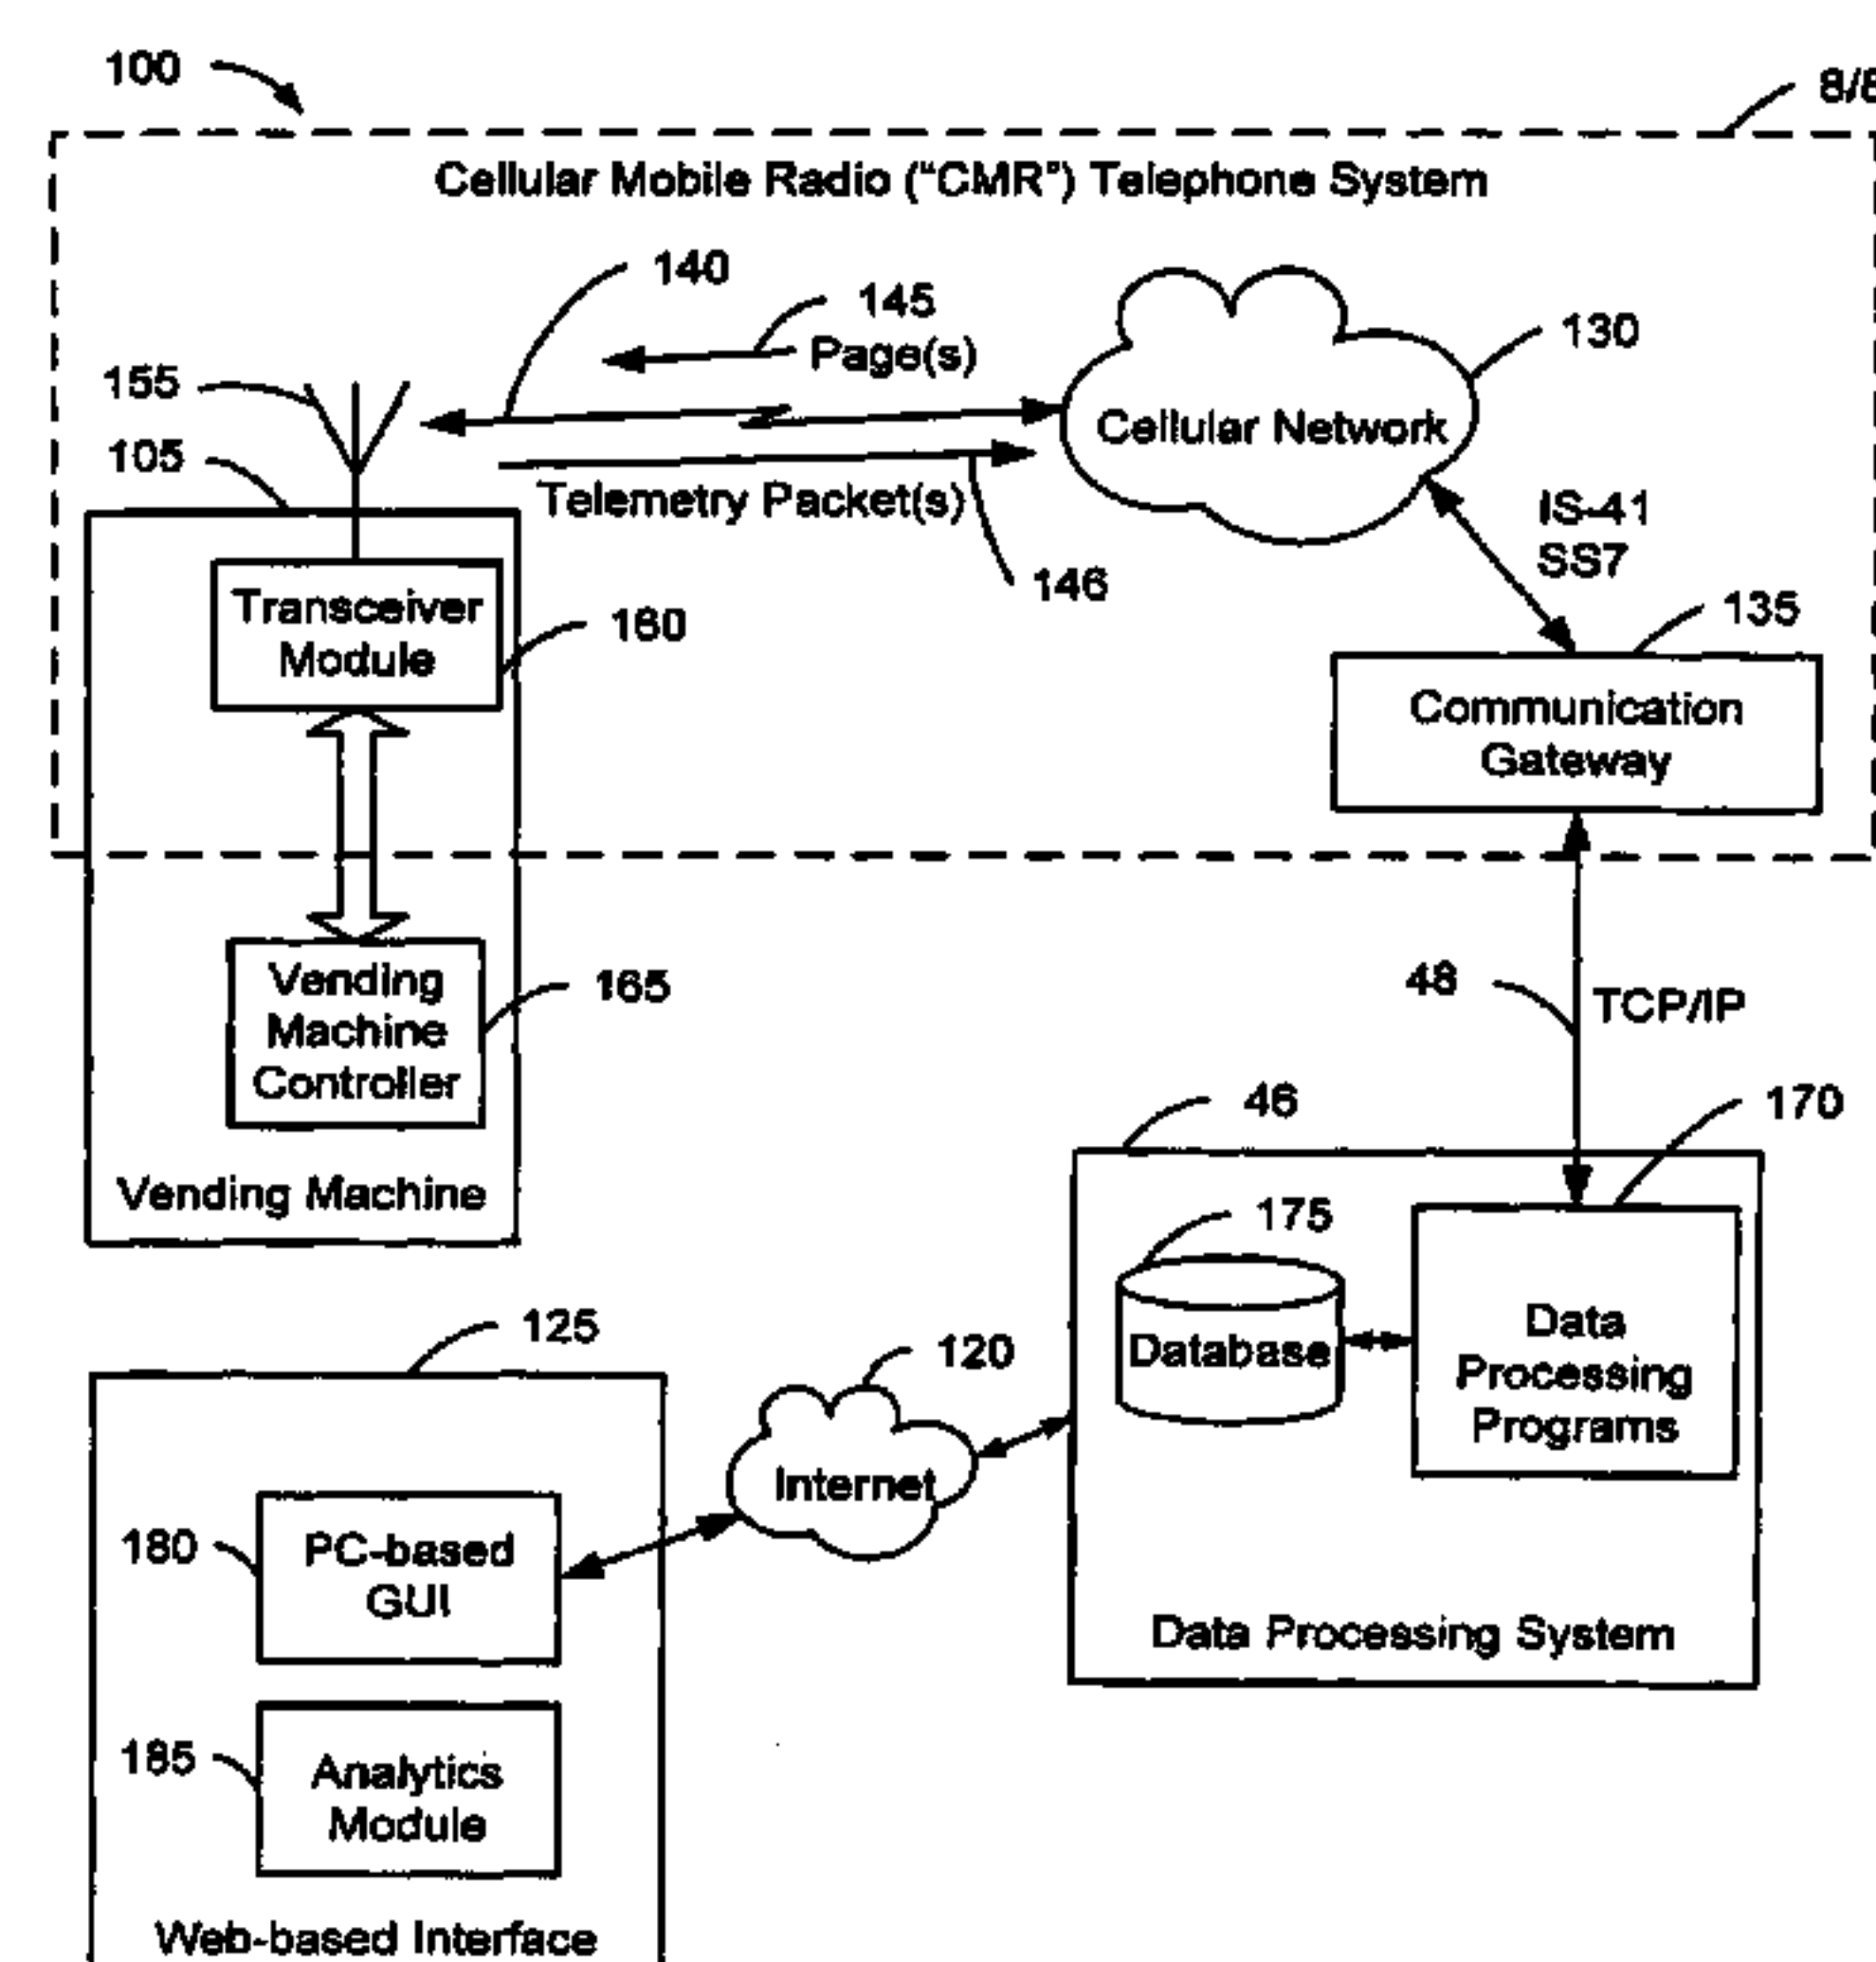 100
8/8
Cellular Mobile Radio ("CMR") Telephone System
140
145
Page(s)
130
155
Cellular Network
105
Telemetry Packet(s)
IS-41
SS7
146
Transceiver
Module
160
135
Communication
Gateway
Vending
Machine
Controller
165
48
TCP/IP
46
170
Vending Machine
175
Database
Data
Processing
Programs
125
120
Internet
180
PC-based
GUI
Data Processing System
185
Analytics
Module
Web-based Interface